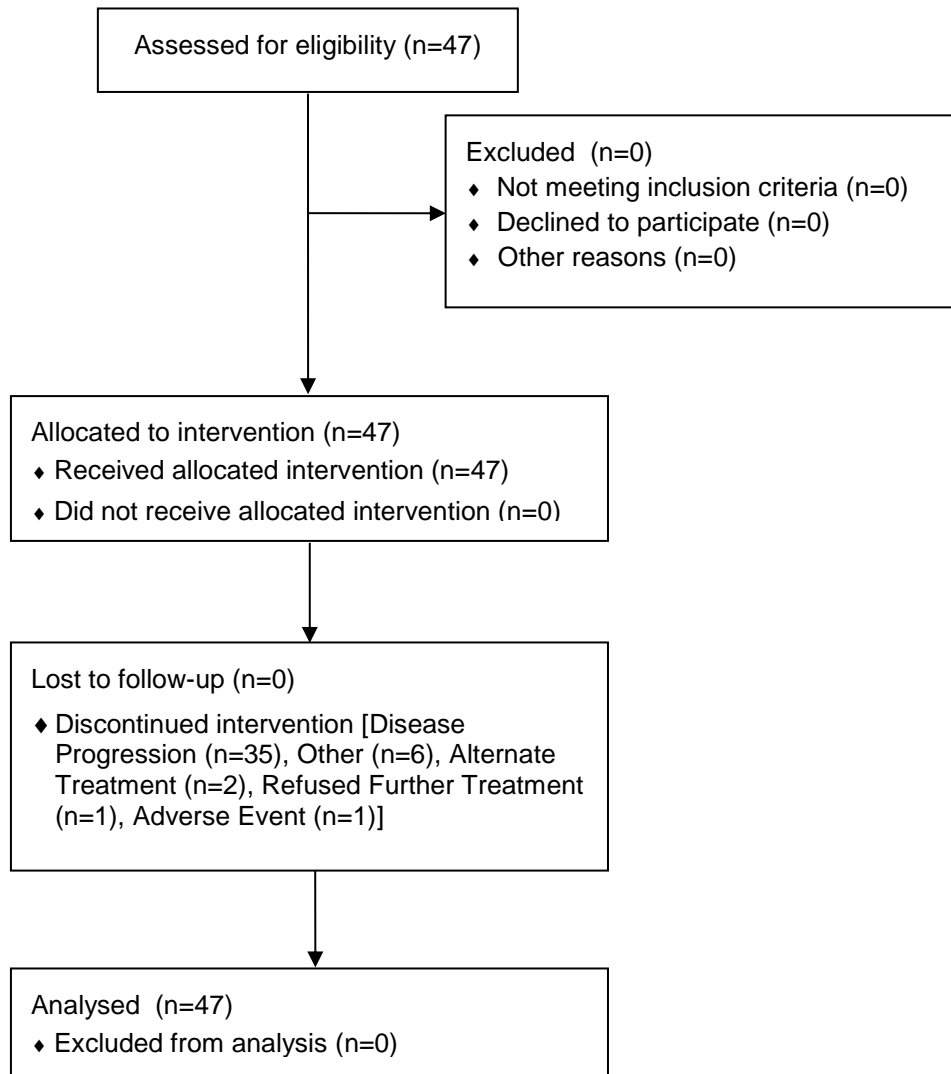 Assessed for eligibility (n=47)
Excluded  (n=0)
♦ Not meeting inclusion criteria (n=0)
♦ Declined to participate (n=0)
♦ Other reasons (n=0)
Allocated to intervention (n=47)
♦ Received allocated intervention (n=47)
♦ Did not receive allocated intervention (n=0)
Lost to follow-up (n=0)
♦ Discontinued intervention [Disease
Progression (n=35), Other (n=6), Alternate
Treatment (n=2), Refused Further Treatment
(n=1), Adverse Event (n=1)]
Analysed  (n=47)
♦ Excluded from analysis (n=0)